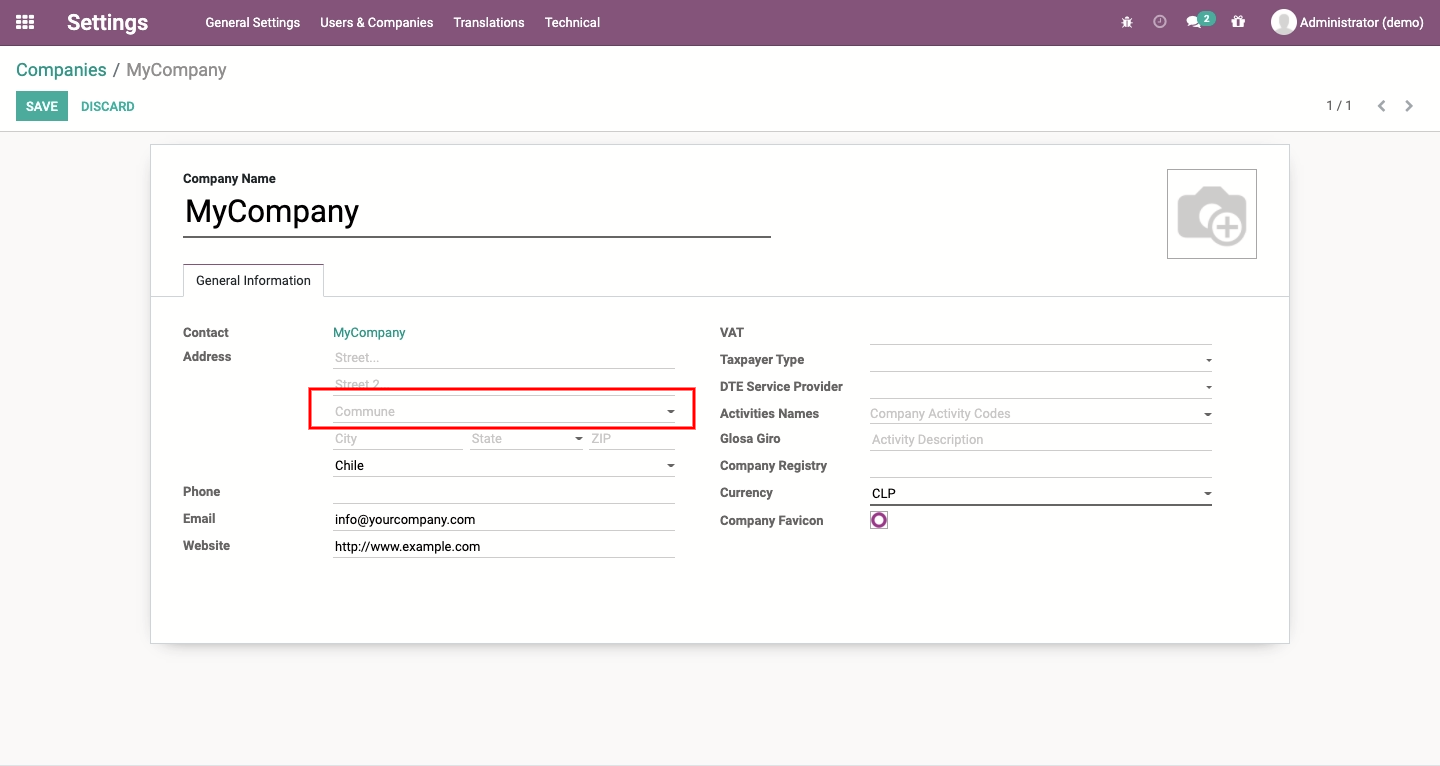 Settings General Settings Users & Companies Translations Technical 2 Administrator (demo)
Companies / MyCompany
SAVE DISCARD 1 / 1
Company Name
MyCompany
General Information
Contact MyCompany
Address Street...
Street 2
Commune
City State ZIP
Chile
Phone
Email info@yourcompany.com
Website http://www.example.com
VAT
Taxpayer Type
DTE Service Provider
Activities Names Company Activity Codes
Glosa Giro Activity Description
Company Registry
Currency CLP
Company Favicon